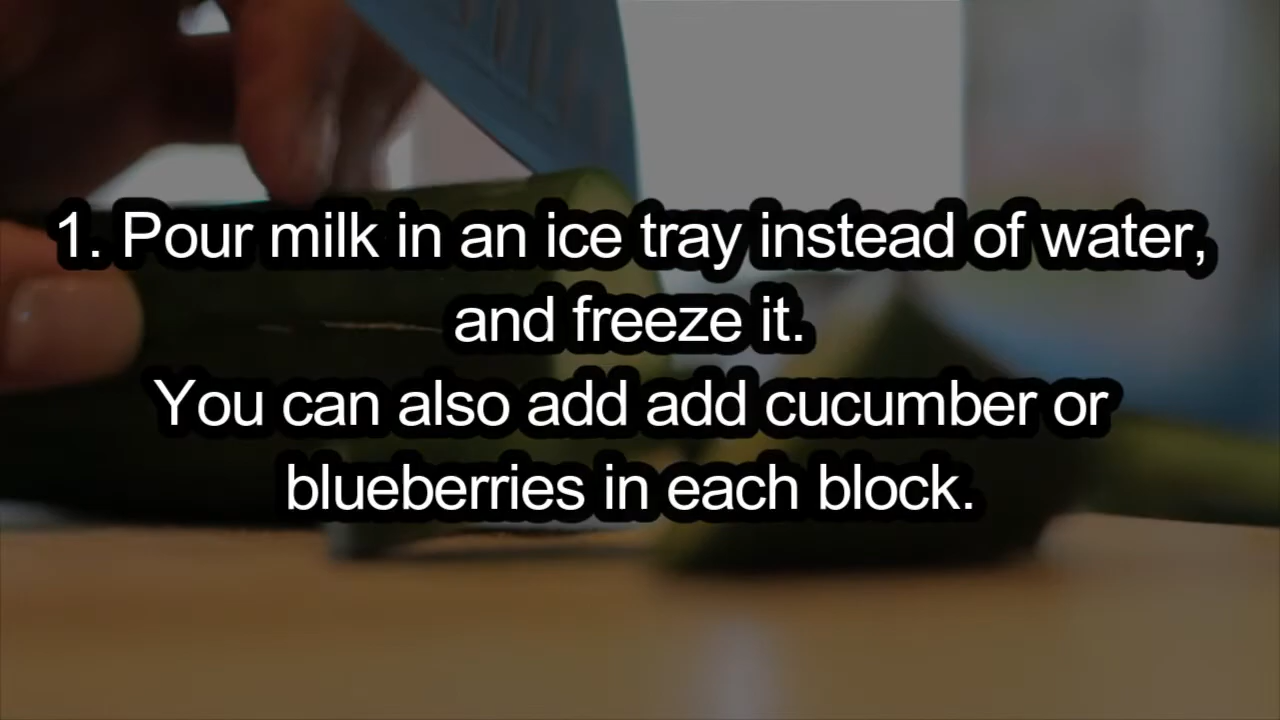 1. Pour milk in an ice tray instead of water,
and freeze it.
You can also add add cucumber or
blueberries in each block.